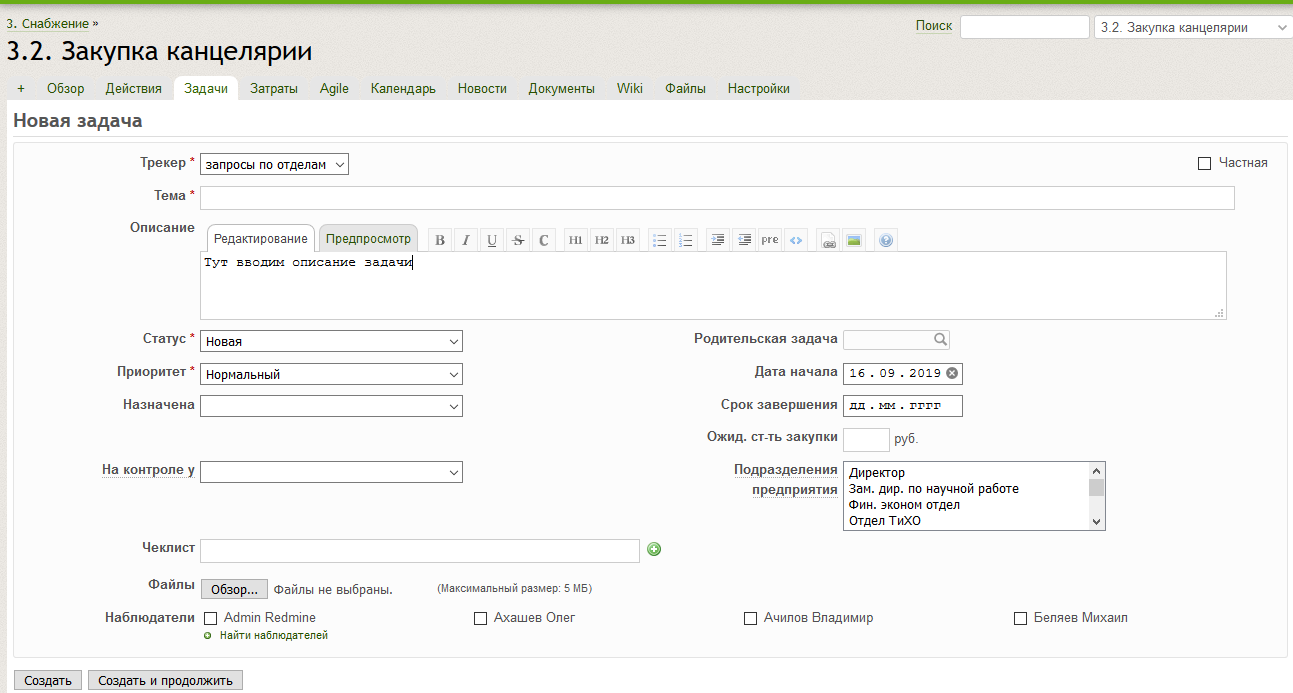 3. Снабжение »
Поиск 3.2. Закупка канцелярии
3.2. Закупка канцелярии
+ Обзор Действия Задачи Затраты Agile Календарь Новости Документы Wiki Файлы Настройки
Новая задача
Трекер * запросы по отделам Частная
Тема *
Описание Редактирование Предпросмотр B I U S C H1 H2 H3 pre <> ?
Тут вводим описание задачи
Статус * Новая Родительская задача
Приоритет * Нормальный Дата начала 16.09.2019
Назначена Срок завершения дд.мм.гггг
Ожид. ст-ть закупки руб.
На контроле у Подразделения предприятия
Директор
Зам. дир. по научной работе
Фин. эконом отдел
Отдел ТиХО
Чеклист
Файлы Обзор... Файлы не выбраны. (Максимальный размер: 5 МБ)
Наблюдатели Admin Redmine Ахашев Олег Ачилов Владимир Беляев Михаил
Найти наблюдателей
Создать Создать и продолжить